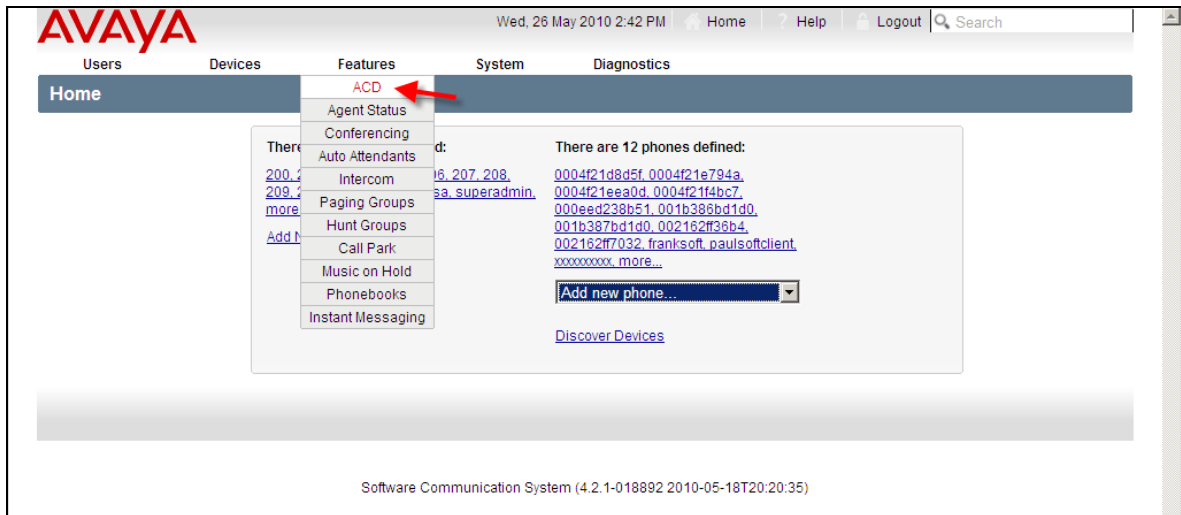 AVAYA
Wed, 26 May 2010 2:42 PM Home ? Help Logout Search
Users Devices Features System Diagnostics
Home
ACD
Agent Status
Conferencing
Auto Attendants
Intercom
Paging Groups
Hunt Groups
Call Park
Music on Hold
Phonebooks
Instant Messaging
d:
207, 208,
209,
superadmin,
more
There are 12 phones defined:
0004f21d8d5f, 0004f21e794a,
0004f21eea0d, 0004f21f4bc7,
000eed238b51, 001b386bd1d0,
001b387bd1d0, 002162ff36b4,
002162ff7032, franksoft, paulsoftclient,
xxxxxxxxxx, more...
Add new phone...
Discover Devices
Software Communication System (4.2.1-018892 2010-05-18T20:20:35)